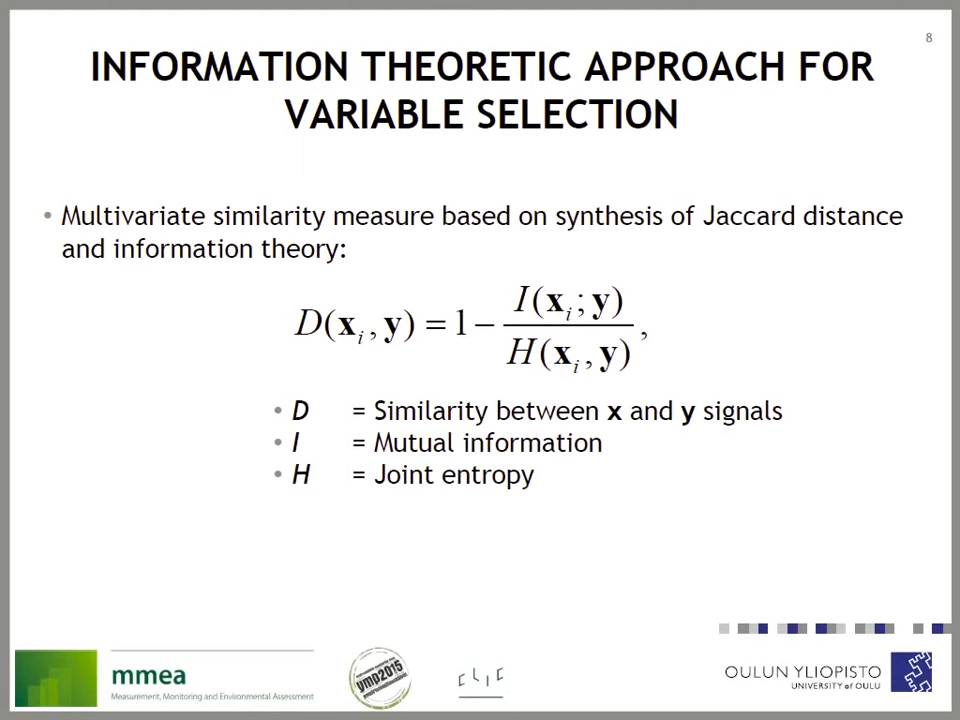 8
INFORMATION THEORETIC APPROACH FOR
VARIABLE SELECTION
• Multivariate similarity measure based on synthesis of Jaccard distance
and information theory:
D(xᵢ, y) = 1 − I(xᵢ; y) / H(xᵢ, y),
• D = Similarity between x and y signals
• I = Mutual information
• H = Joint entropy
mmea
Measurement, Monitoring and Environmental Assessment
ymp2015
CLIC
OULUN YLIOPISTO
UNIVERSITY of OULU